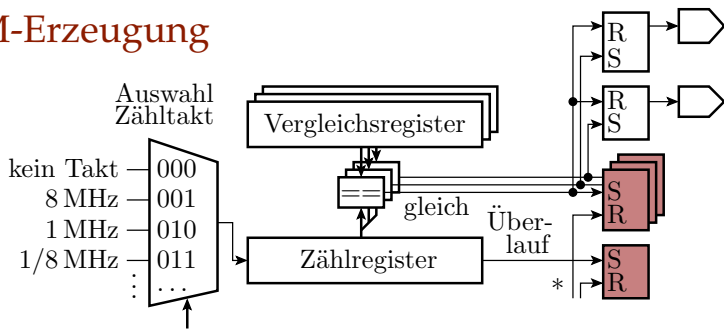 M-Erzeugung
Auswahl
Zähltakt
kein Takt
8 MHz
1 MHz
1/8 MHz
000
001
010
011
...
Vergleichsregister
==
gleich
Zählregister
Über-
lauf
*
R
S
R
S
S
R
S
R